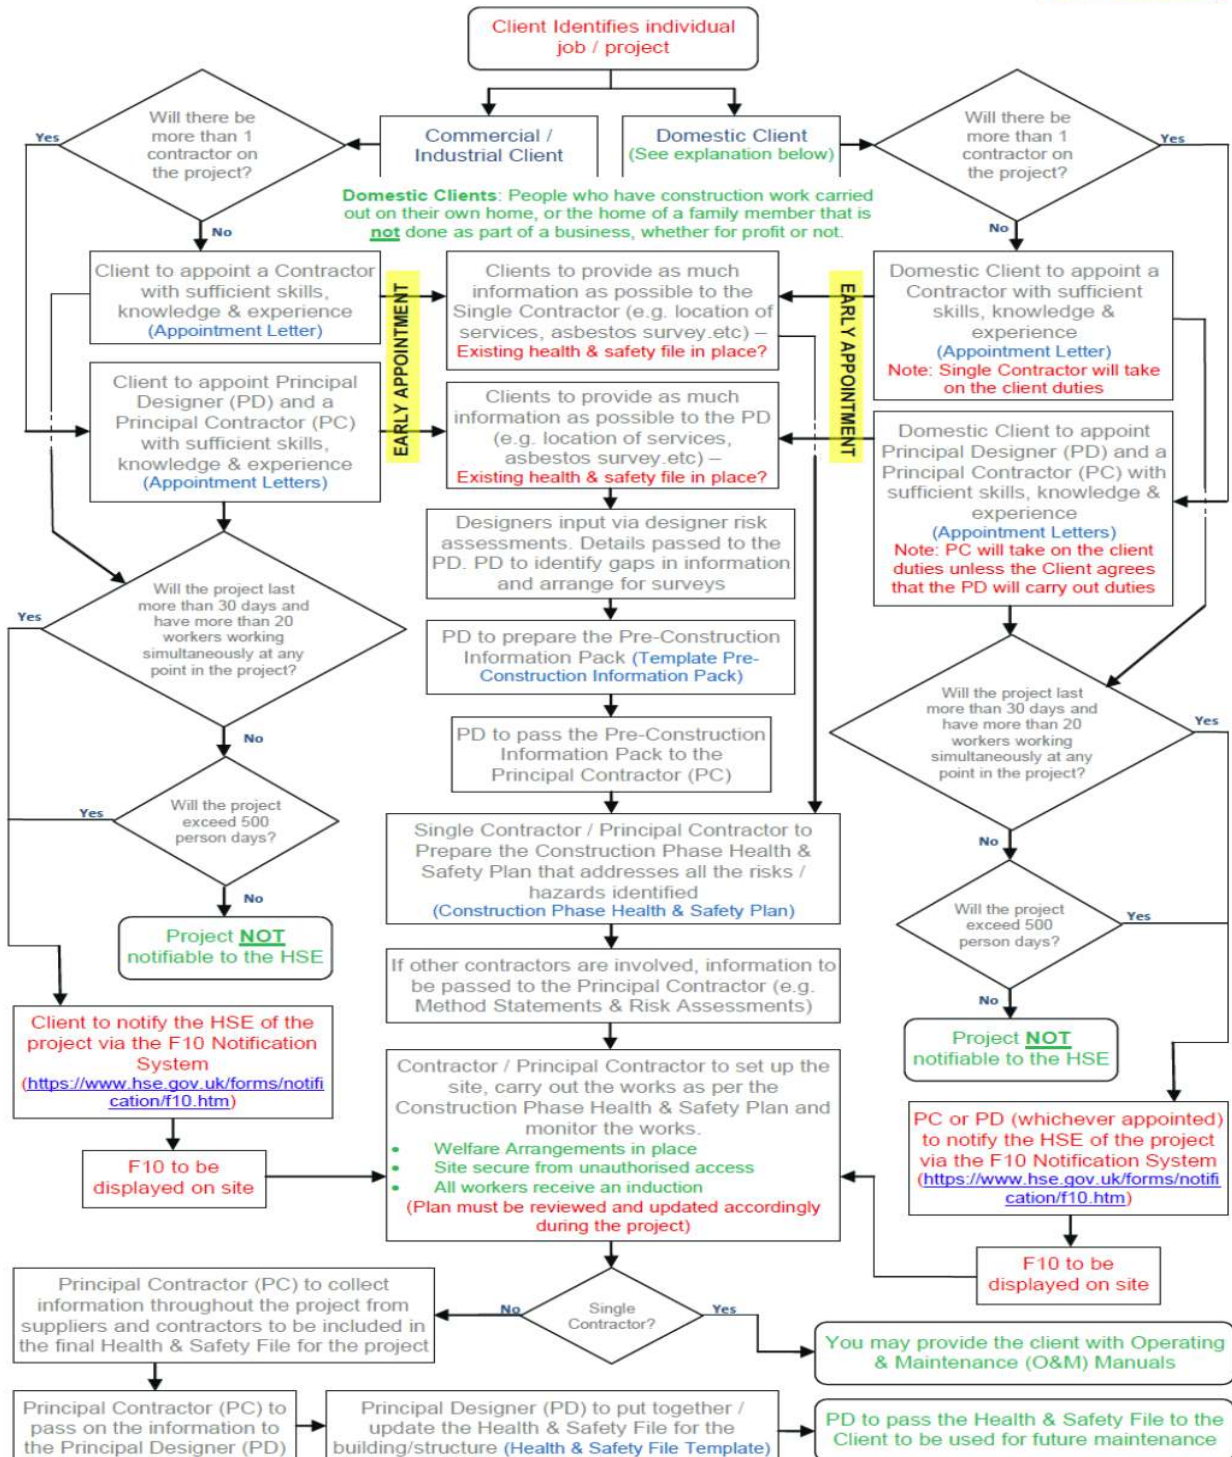 Client Identifies individual
job / project
Will there be
more than 1
contractor on
the project?
Yes
No
Commercial /
Industrial Client
Domestic Client
(See explanation below)
Will there be
more than 1
contractor on
the project?
Yes
No
Domestic Clients: People who have construction work carried
out on their own home, or the home of a family member that is
not done as part of a business, whether for profit or not.
Client to appoint a Contractor
with sufficient skills,
knowledge & experience
(Appointment Letter)
EARLY APPOINTMENT
Clients to provide as much
information as possible to the
Single Contractor (e.g. location of
services, asbestos survey.etc) –
Existing health & safety file in place?
EARLY APPOINTMENT
Domestic Client to appoint a
Contractor with sufficient
skills, knowledge &
experience
(Appointment Letter)
Note: Single Contractor will take
on the client duties
Client to appoint Principal
Designer (PD) and a
Principal Contractor (PC)
with sufficient skills,
knowledge & experience
(Appointment Letters)
Clients to provide as much
information as possible to the PD
(e.g. location of services,
asbestos survey.etc) –
Existing health & safety file in place?
Domestic Client to appoint
Principal Designer (PD) and a
Principal Contractor (PC) with
sufficient skills, knowledge &
experience
(Appointment Letters)
Note: PC will take on the client
duties unless the Client agrees
that the PD will carry out duties
Designers input via designer risk
assessments. Details passed to the
PD. PD to identify gaps in information
and arrange for surveys
Will the project last
more than 30 days and
have more than 20
workers working
simultaneously at any
point in the project?
Yes
No
PD to prepare the Pre-Construction
Information Pack (Template Pre-
Construction Information Pack)
PD to pass the Pre-Construction
Information Pack to the
Principal Contractor (PC)
Will the project last
more than 30 days and
have more than 20
workers working
simultaneously at any
point in the project?
Yes
No
Will the project
exceed 500
person days?
Yes
No
Single Contractor / Principal Contractor to
Prepare the Construction Phase Health &
Safety Plan that addresses all the risks /
hazards identified
(Construction Phase Health & Safety Plan)
Will the project
exceed 500
person days?
Yes
No
Project NOT
notifiable to the HSE
If other contractors are involved, information to
be passed to the Principal Contractor (e.g.
Method Statements & Risk Assessments)
Project NOT
notifiable to the HSE
Client to notify the HSE of the
project via the F10 Notification
System
(https://www.hse.gov.uk/forms/notifi
cation/f10.htm)
Contractor / Principal Contractor to set up the
site, carry out the works as per the
Construction Phase Health & Safety Plan and
monitor the works.
• Welfare Arrangements in place
• Site secure from unauthorised access
• All workers receive an induction
(Plan must be reviewed and updated accordingly
during the project)
PC or PD (whichever appointed)
to notify the HSE of the project
via the F10 Notification System
(https://www.hse.gov.uk/forms/notifi
cation/f10.htm)
F10 to be
displayed on site
F10 to be
displayed on site
Principal Contractor (PC) to collect
information throughout the project from
suppliers and contractors to be included in
the final Health & Safety File for the project
No
Single
Contractor?
Yes
You may provide the client with Operating
& Maintenance (O&M) Manuals
Principal Contractor (PC) to
pass on the information to
the Principal Designer (PD)
Principal Designer (PD) to put together /
update the Health & Safety File for the
building/structure (Health & Safety File Template)
PD to pass the Health & Safety File to the
Client to be used for future maintenance